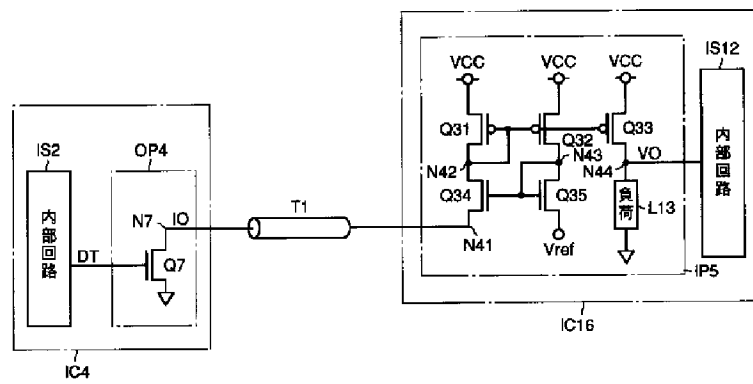 VCC
VCC
VCC
IS12
Q31
Q32
Q33
内部回路
IS2
OP4
N42
N43
N44
VO
内部回路
N7
IO
T1
Q34
Q35
負荷
L13
DT
Q7
N41
Vref
IP5
IC4
IC16